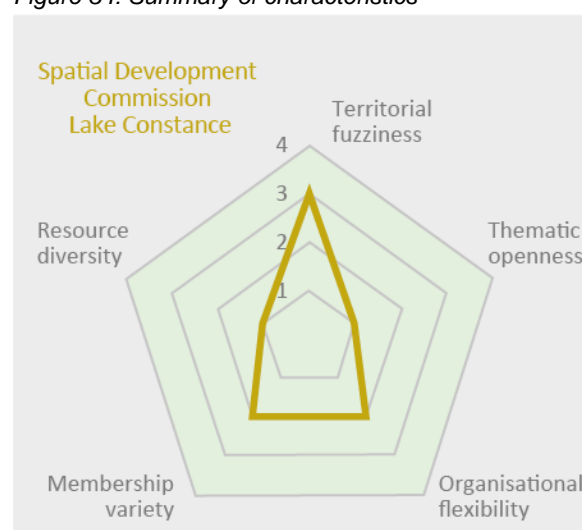 Figure 34: Summary of characteristics
Spatial Development
Commission
Lake Constance
Territorial
fuzziness
4
3
2
1
Resource
diversity
Thematic
openness
Membership
variety
Organisational
flexibility